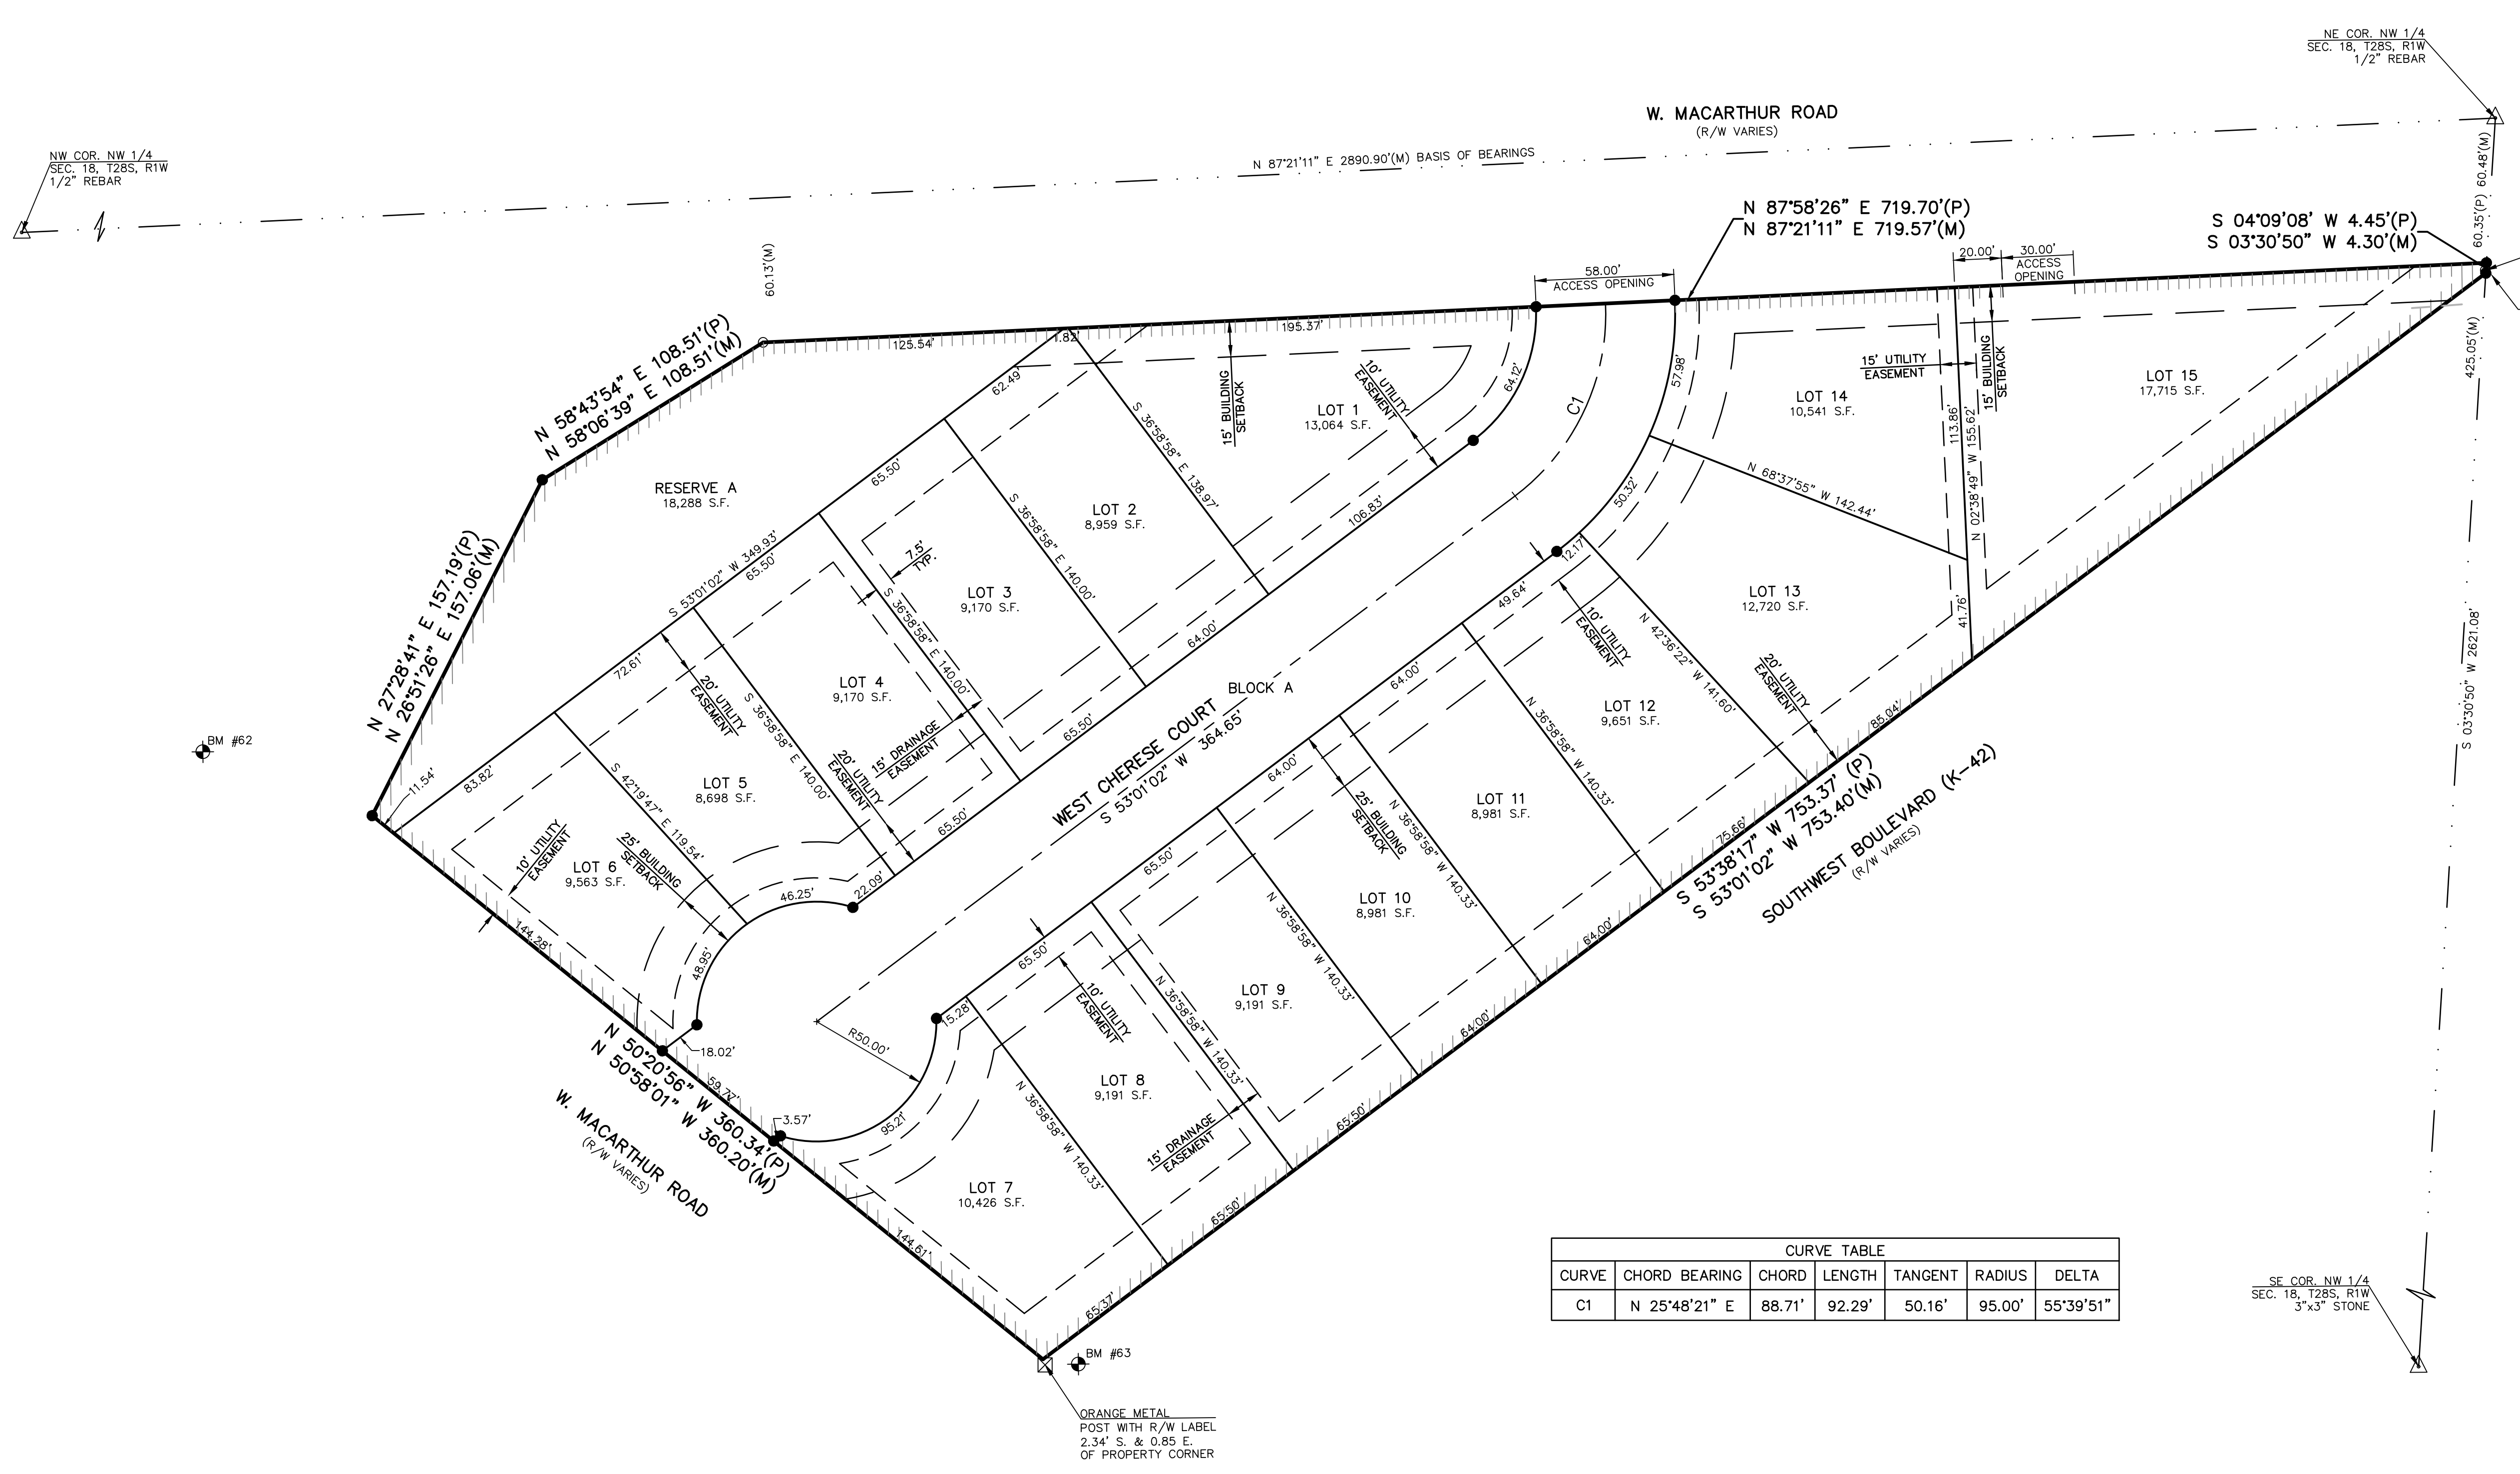 NE COR. NW 1/4
SEC. 18, T28S, R1W
1/2" REBAR
W. MACARTHUR ROAD
(R/W VARIES)
NW COR. NW 1/4
SEC. 18, T28S, R1W
1/2" REBAR
N 87°21'11" E 2890.90'(M) BASIS OF BEARINGS
60.35'(P) 60.48'(M)
N 87°58'26" E 719.70'(P)
N 87°21'11" E 719.57'(M)
S 04°09'08' W 4.45'(P)
S 03°30'50" W 4.30'(M)
60.13'(M)
58.00'
ACCESS OPENING
20.00'
30.00'
ACCESS
OPENING
N 58°43'54" E 108.51'(P)
N 58°06'39" E 108.51'(M)
125.54'
1.82'
195.37'
62.49'
15' BUILDING
SETBACK
10' UTILITY
EASEMENT
64.12'
C1
57.98'
LOT 1
13,064 S.F.
LOT 14
10,541 S.F.
15' UTILITY
EASEMENT
15' BUILDING
SETBACK
113.86'
N 02°38'49" W 155.62'
LOT 15
17,715 S.F.
425.05'(M)
S 03°30'50" W 2621.08'
RESERVE A
18,288 S.F.
65.50'
S 36°58'58" E 138.97'
LOT 2
8,959 S.F.
106.83'
50.32'
N 68°37'55" W 142.44'
N 27°28'41" E 157.19'(P)
N 26°51'26" E 157.06'(M)
S 53°01'02" W 349.93'
65.50'
7.5'
TYP.
S 36°58'58" E 140.00'
LOT 3
9,170 S.F.
12.17'
49.64'
LOT 13
12,720 S.F.
41.76'
10' UTILITY
EASEMENT
N 42°36'22" W 141.60'
20' UTILITY
EASEMENT
72.61'
20' UTILITY
EASEMENT
LOT 4
9,170 S.F.
S 36°58'58" E 140.00'
64.00'
64.00'
BLOCK A
WEST CHERESE COURT
S 53°01'02" W 364.65'
LOT 12
9,651 S.F.
N 36°58'58" W 140.33'
85.04'
BM #62
11.54'
83.82'
LOT 5
8,698 S.F.
S 36°58'58" E 140.00'
S 42°19'47" E 119.54'
20' UTILITY
EASEMENT
15' DRAINAGE
EASEMENT
65.50'
65.50'
64.00'
25' BUILDING
SETBACK
LOT 11
8,981 S.F.
N 36°58'58" W 140.33'
75.66'
S 53°38'17" W 753.37' (P)
S 53°01'02" W 753.40'(M)
SOUTHWEST BOULEVARD (K-42)
(R/W VARIES)
10' UTILITY
EASEMENT
LOT 6
9,563 S.F.
25' BUILDING
SETBACK
46.25'
22.09'
65.50'
LOT 10
8,981 S.F.
N 36°58'58" W 140.33'
64.00'
144.28'
48.95'
65.50'
10' UTILITY
EASEMENT
N 36°58'58" W 140.33'
LOT 9
9,191 S.F.
64.00'
15.28'
R50.00'
18.02'
N 50°20'56" W 360.34'(P)
N 50°58'01" W 360.20'(M)
59.77'
3.57'
95.21'
LOT 8
9,191 S.F.
N 36°58'58" W 140.33'
15' DRAINAGE
EASEMENT
65.50'
W. MACARTHUR ROAD
(R/W VARIES)
LOT 7
10,426 S.F.
144.61'
65.50'
65.37'
BM #63
ORANGE METAL
POST WITH R/W LABEL
2.34' S. & 0.85 E.
OF PROPERTY CORNER
CURVE TABLE
CURVE CHORD BEARING CHORD LENGTH TANGENT RADIUS DELTA
C1 N 25°48'21" E 88.71' 92.29' 50.16' 95.00' 55°39'51"
SE COR. NW 1/4
SEC. 18, T28S, R1W
3"x3" STONE